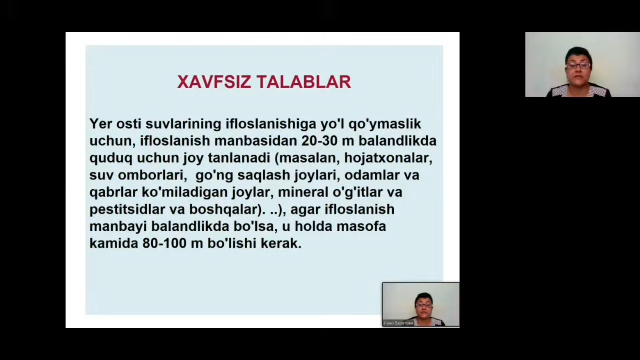 XAVFSIZ TALABLAR
Yer osti suvlarining ifloslanishiga yo'l qo'ymaslik
uchun, ifloslanish manbasidan 20-30 m balandlikda
quduq uchun joy tanlanadi (masalan, hojatxonalar,
suv omborlari, go'ng saqlash joylari, odamlar va
qabrlar ko'miladigan joylar, mineral o'g'itlar va
pestitsidlar va boshqalar). ..), agar ifloslanish
manbayi balandlikda bo'lsa, u holda masofa
kamida 80-100 m bo'lishi kerak.